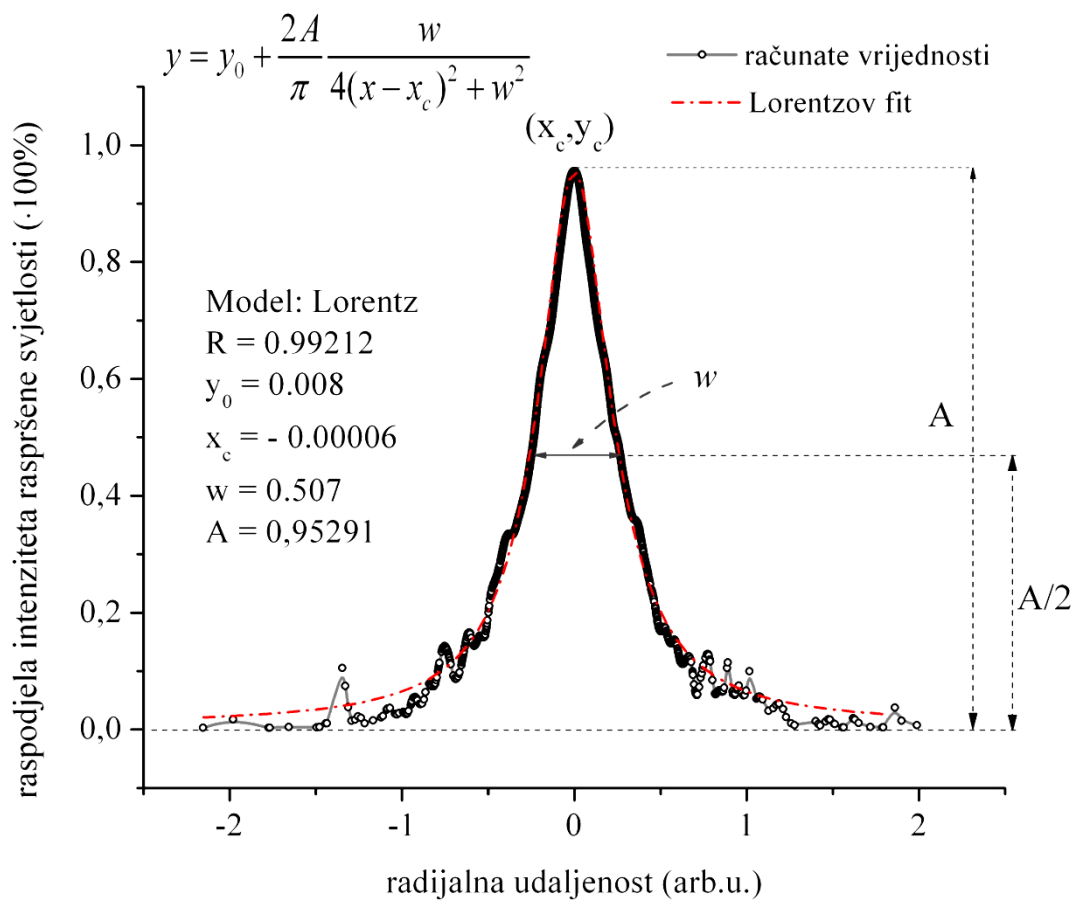 y = y₀ + 2A/π w/4(x−x_c)² + w²
računate vrijednosti
Lorentzov fit
(x_c,y_c)
Model: Lorentz
R = 0.99212
y₀ = 0.008
x_c = - 0.00006
w = 0.507
A = 0,95291
w
A
A/2
raspodjela intenziteta raspršene svjetlosti (·100%)
1,0
0,8
0,6
0,4
0,2
0,0
-2
-1
0
1
2
radijalna udaljenost (arb.u.)